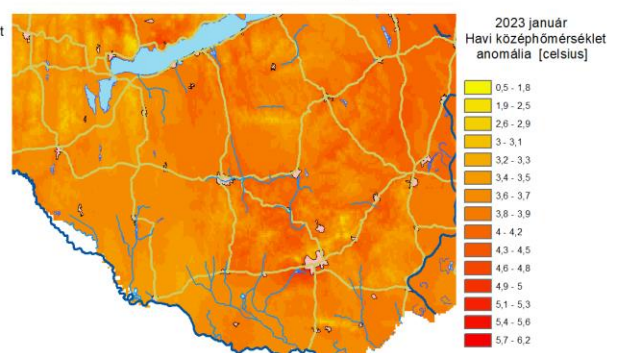 t
2023 január
Havi középhőmérséklet
anomália [celsius]
0,5 - 1,8
1,9 - 2,5
2,6 - 2,9
3 - 3,1
3,2 - 3,3
3,4 - 3,5
3,6 - 3,7
3,8 - 3,9
4 - 4,2
4,3 - 4,5
4,6 - 4,8
4,9 - 5
5,1 - 5,3
5,4 - 5,6
5,7 - 6,2